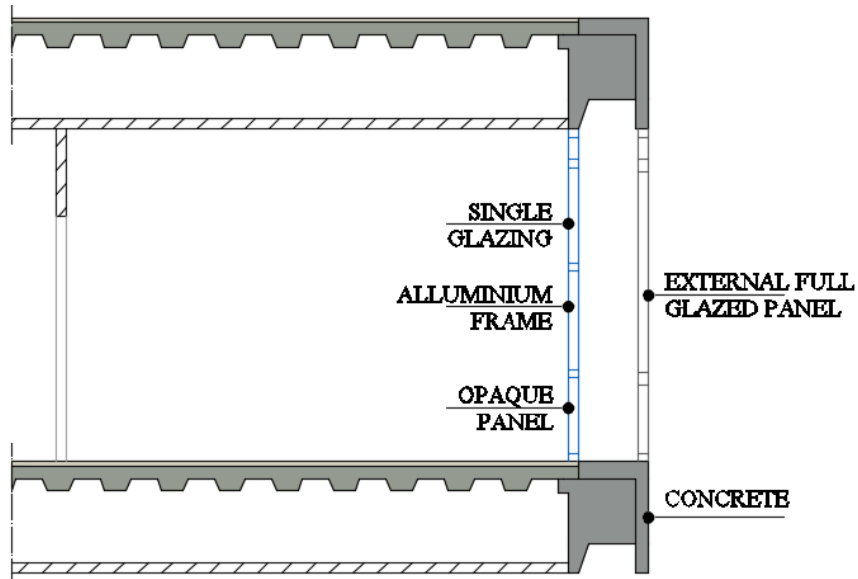 SINGLE
GLAZING
ALLUMINIUM
FRAME
EXTERNAL FULL
GLAZED PANEL
OPAQUE
PANEL
CONCRETE